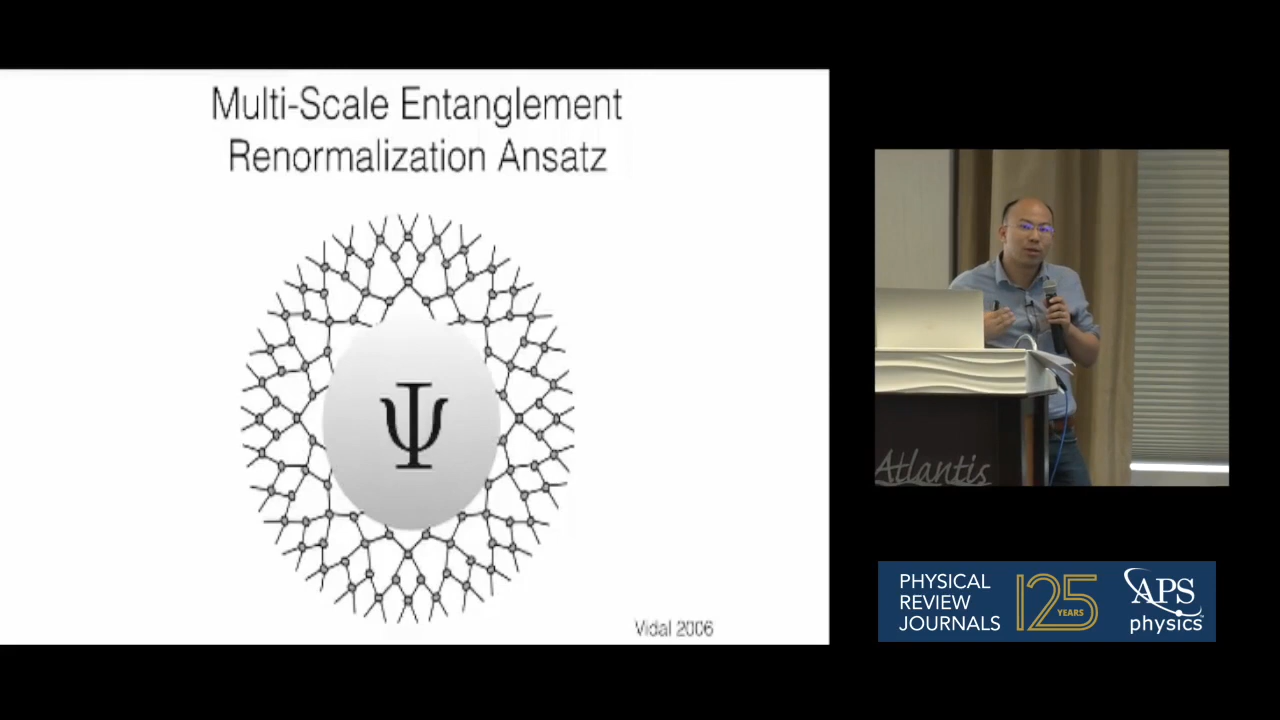 Multi-Scale Entanglement
Renormalization Ansatz
Ψ
Vidal 2006
Atlantis
PHYSICAL
REVIEW
JOURNALS
125
YEARS
APS
physics